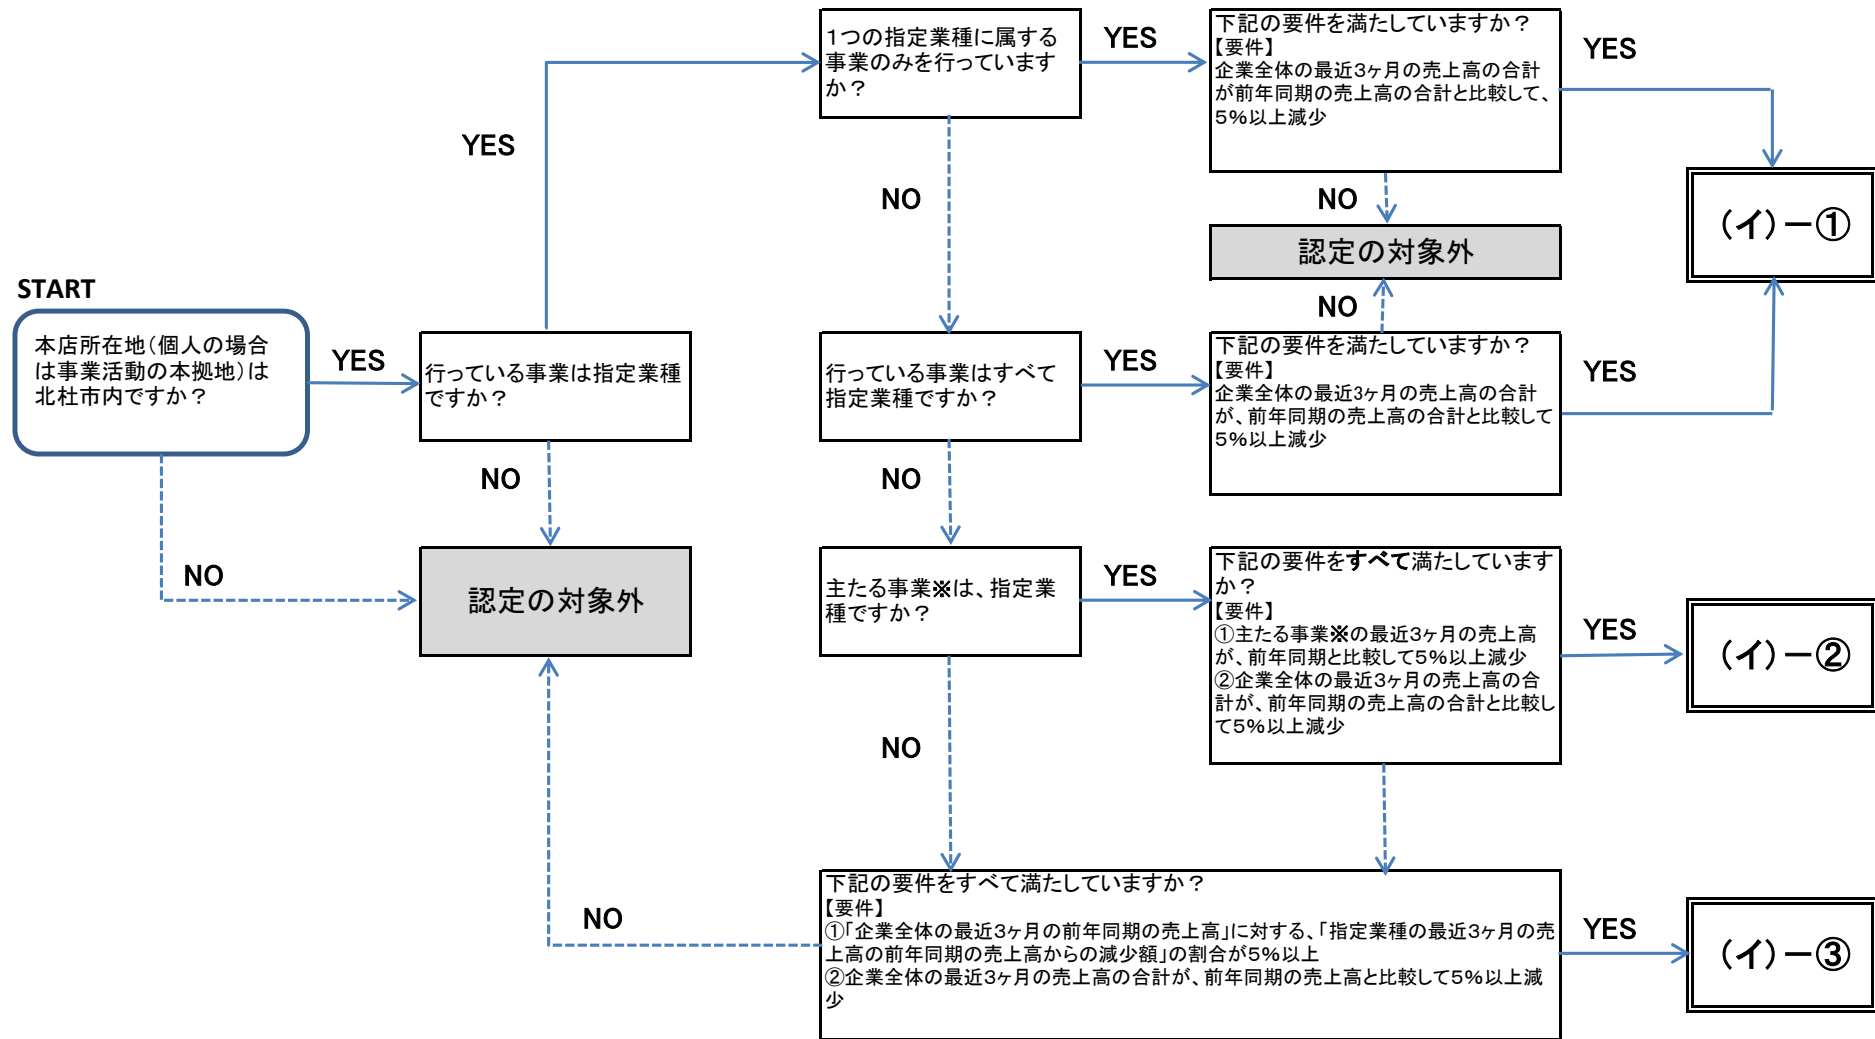 START
本店所在地（個人の場合
は事業活動の本拠地）は
北杜市内ですか？
YES
NO
行っている事業は指定業種
ですか？
YES
NO
認定の対象外
1つの指定業種に属する
事業のみを行っています
か？
YES
NO
下記の要件を満たしていますか？
【要件】
企業全体の最近3ヶ月の売上高の合計
が前年同期の売上高の合計と比較して、
5％以上減少
YES
NO
認定の対象外
（イ）－①
行っている事業はすべて
指定業種ですか？
YES
NO
NO
下記の要件を満たしていますか？
【要件】
企業全体の最近3ヶ月の売上高の合計
が、前年同期の売上高の合計と比較して
5％以上減少
YES
主たる事業※は、指定業
種ですか？
YES
NO
下記の要件をすべて満たしています
か？
【要件】
①主たる事業※の最近3ヶ月の売上高
が、前年同期と比較して5％以上減少
②企業全体の最近3ヶ月の売上高の合
計が、前年同期の売上高の合計と比較し
て5％以上減少
YES
（イ）－②
下記の要件をすべて満たしていますか？
【要件】
①「企業全体の最近3ヶ月の前年同期の売上高」に対する、「指定業種の最近3ヶ月の売
上高の前年同期の売上高からの減少額」の割合が5％以上
②企業全体の最近3ヶ月の売上高の合計が、前年同期の売上高と比較して5％以上減
少
NO
YES
（イ）－③